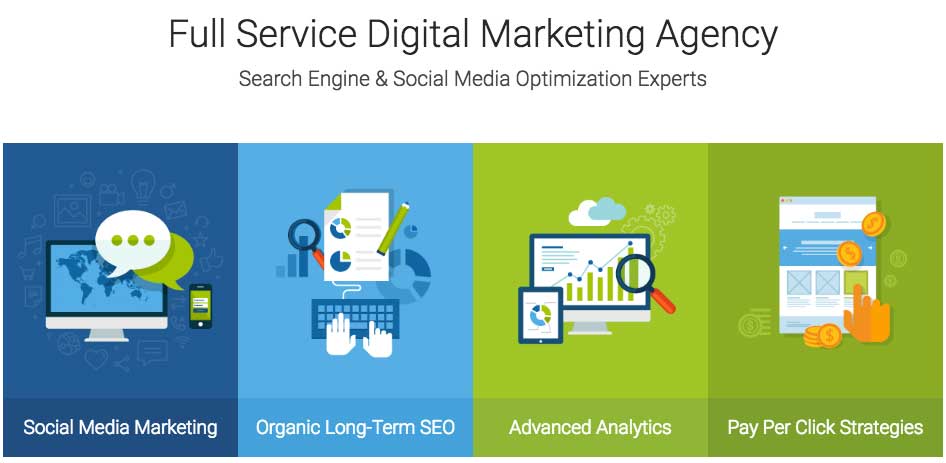 Full Service Digital Marketing Agency
Search Engine & Social Media Optimization Experts
Social Media Marketing
Organic Long-Term SEO
Advanced Analytics
Pay Per Click Strategies